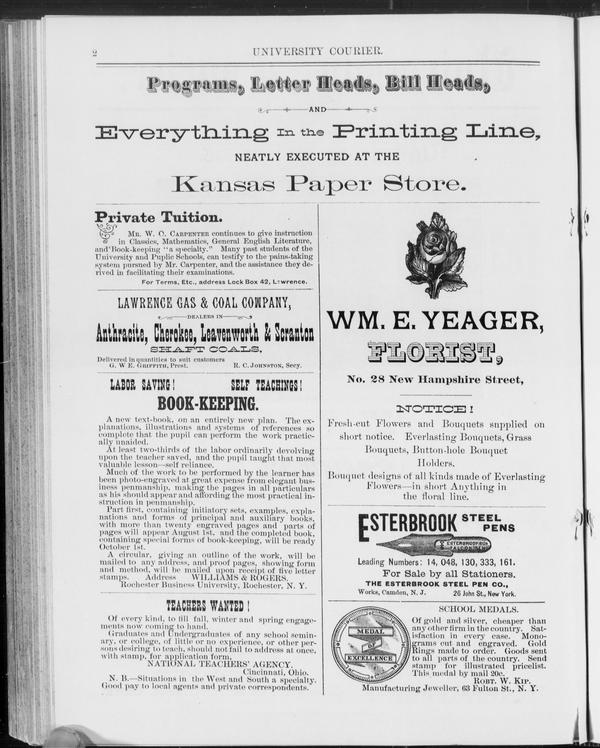 2
UNIVERSITY COURIER.
Programs, Letter Heads, Bill Heads,
AND
Everything In the Printing Line,
NEATLY EXECUTED AT THE
Kansas Paper Store.
Private Tuition.
MR. W. O. CARPENTER continues to give instruction
in Classics, Mathematics, General English Literature,
and Book-keeping "a specialty." Many past students of the
University and Puplic Schools, can testify to the pains-taking
system pursned by Mr. Carpenter, and the assistance they de-
rived in facilitating their examinations.
For Terms, Etc., address Lock Box 42, Lawrence.
LAWRENCE GAS & COAL COMPANY,
DEALERS IN
Anthracite, Cherokee, Leavenworth & Scranton
SHAFT COALS,
Delivered in quantities to suit customers
G. W E. GRIFFITH, Prest. R. C. JOHNSTON, Secy.
LABOR SAVING! SELF TEACHINGS!
BOOK-KEEPING.
A new text-book, on an entirely new plan. The ex-
planations, illustrations and systems of references so
complete that the pupil can perform the work practic-
ally unaided.
At least two-thirds of the labor ordinarily devolving
upon the teacher saved, and the pupil taught that most
valuable lesson—self reliance.
Much of the work to be performed by the learner has
been photo-engraved at great expense from elegant bus-
iness penmanship, making the pages in all particulars
as his should appear and affording the most practical in-
struction in penmanship.
Part first, containing initiatory sets, examples, expla-
nations and forms of principal and auxiliary books,
with more than twenty engraved pages and parts of
pages will appear August 1st, and the completed book,
containing special forms of book-keeping, will be ready
October 1st.
A circular, giving an outline of the work, will be
mailed to any address, and proof pages, showing form
and method, will be mailed upon receipt of five letter
stamps. Address WILLIAMS & ROGERS,
Rochester Business University, Rochester, N. Y.
TEACHERS WANTED!
Of every kind, to fill fall, winter and spring engage-
ments now coming to hand.
Graduates and Undergraduates of any school semin-
ary, or college, of little or no experience, or other per-
sons desiring to teach, should not fail to address at once,
with stamp, for application form,
NATIONAL TEACHERS' AGENCY.
Cincinnati, Ohio.
N. B.—Situations in the West and South a specialty.
Good pay to local agents and private correspondents.
WM. E. YEAGER,
FLORIST,
No. 28 New Hampshire Street,
NOTICE!
Fresh-cut Flowers and Bouquets snpplied on
short notice. Everlasting Bouquets, Grass
Bouquets, Button-hole Bouquet
Holders.
Bouquet designs of all kinds made of Everlasting
Flowers—in short Anything in
the floral line.
ESTERBROOK STEEL
PENS
Leading Numbers: 14, 048, 130, 333, 161.
For Sale by all Stationers.
THE ESTERBROOK STEEL PEN CO.,
Works, Camden, N. J. 26 John St., New York.
MEDAL
EXCELLENCE
SCHOOL MEDALS.
Of gold and silver, cheaper than
any other firm in the country. Sat-
isfaction in every case. Mono-
grams cut and engraved. Gold
Rings made to order. Goods sent
to all parts of the country. Send
stamp for illustrated pricelist.
This medal by mail 20c.
ROBT. W. KIP.
Manufacturing Jeweller, 63 Fulton St., N. Y.